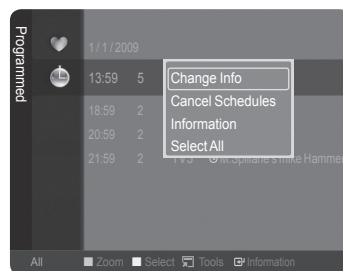 Programmed
1 / 1 / 2009
13:59 5
Change Info
Cancel Schedules
Information
Select All
18:59 2
20:59 2
21:59 2 TV3 M.Spillane's mike Hammer
All Zoom Select Tools Information